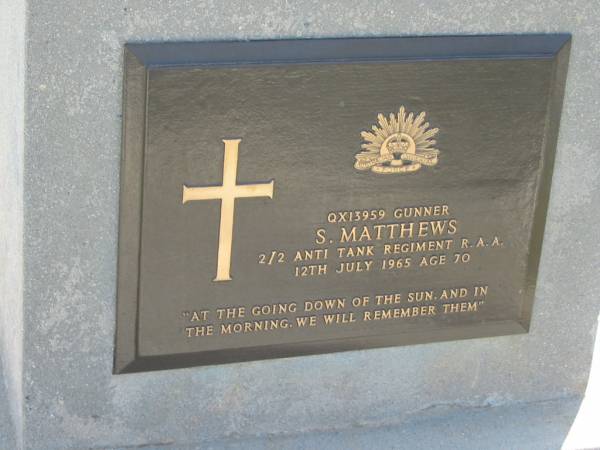 QX13959 GUNNER
S. MATTHEWS
2/2 ANTI TANK REGIMENT R.A.A.
12TH JULY 1965 AGE 70
"AT THE GOING DOWN OF THE SUN. AND IN
THE MORNING. WE WILL REMEMBER THEM"